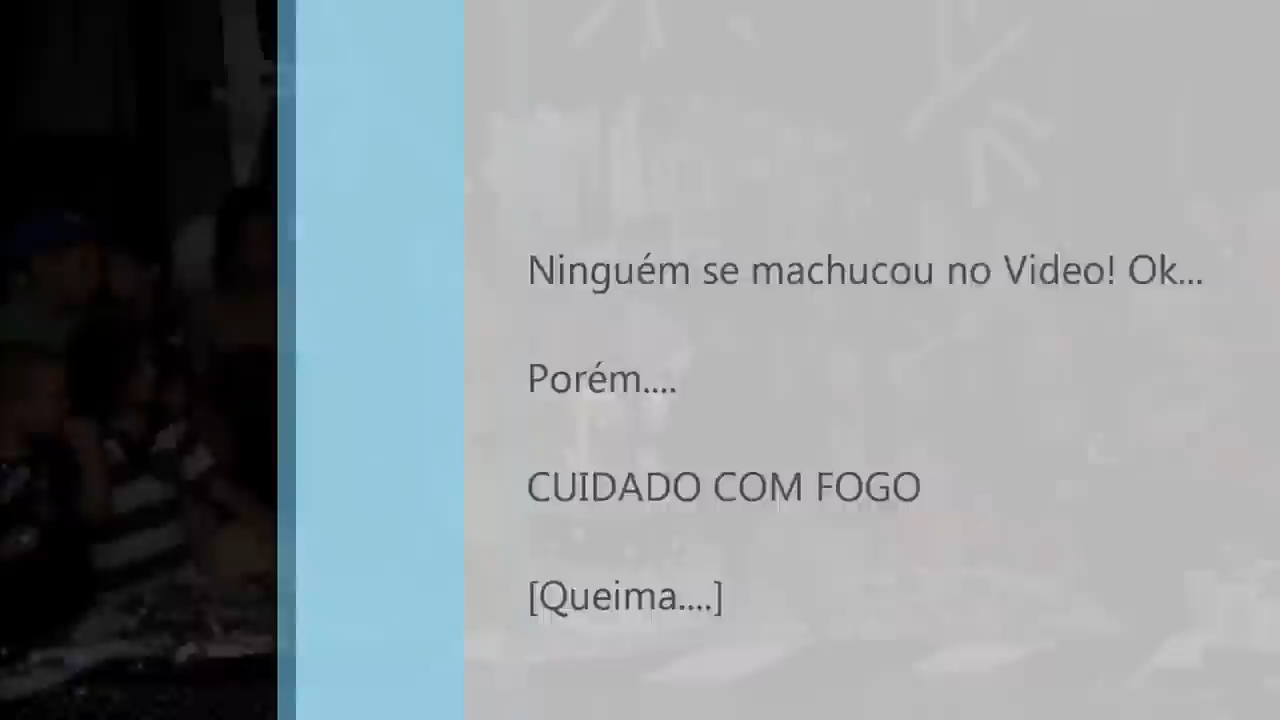 Ninguém se machucou no Video! Ok...
Porém....
CUIDADO COM FOGO
[Queima....]